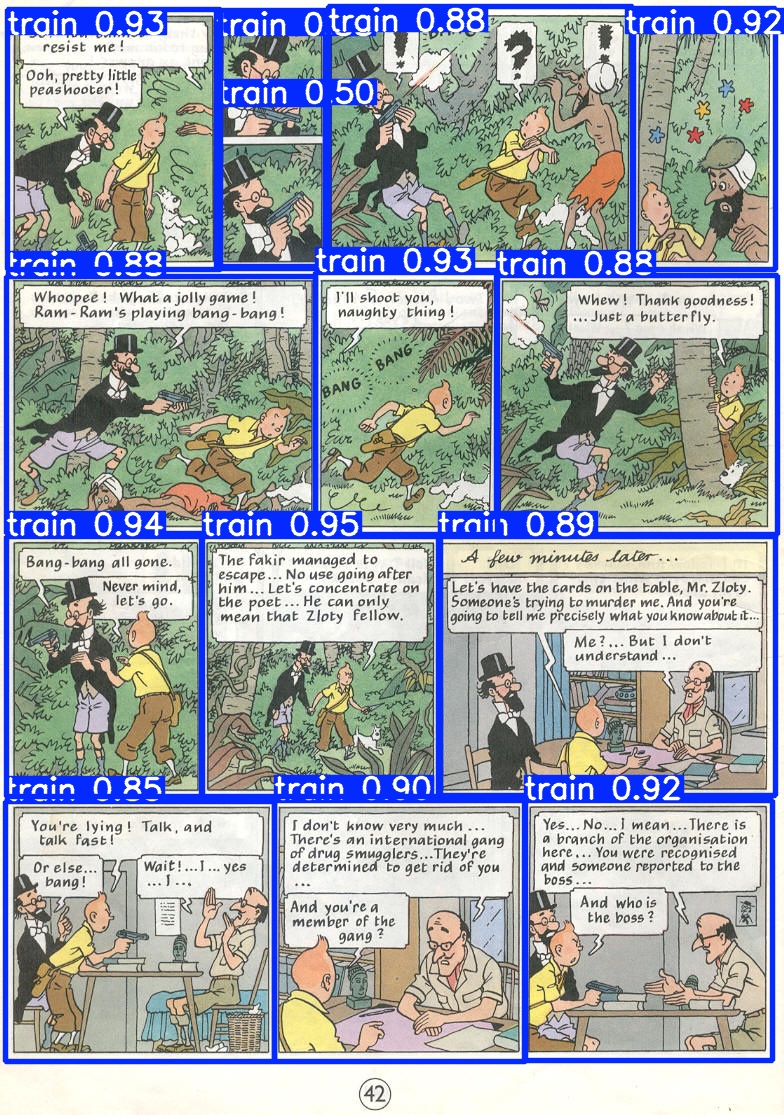 train 0.93
train 0
train 0.50
train 0.88
train 0.92
resist me!
Ooh, pretty little
peashooter!
!
?
!
train 0.88
train 0.93
train 0.88
Whoopee! What a jolly game!
Ram-Ram's playing bang-bang!
I'll shoot you,
naughty thing!
BANG
BANG
Whew! Thank goodness!
...Just a butterfly.
train 0.94
train 0.95
train 0.89
Bang-bang all gone.
Never mind,
let's go.
The fakir managed to
escape... No use going after
him... Let's concentrate on
the poet... He can only
mean that Zloty fellow.
A few minutes later...
Let's have the cards on the table, Mr. Zloty.
Someone's trying to murder me. And you're
going to tell me precisely what you know about it...
Me?... But I don't
understand...
train 0.85
train 0.90
train 0.92
You're lying! Talk, and
talk fast!
Or else...
bang!
Wait!...I... yes
...I...
I don't know very much...
There's an international gang
of drug smugglers...They're
determined to get rid of you
...
And you're a
member of the
gang?
Yes... No... I mean... There is
a branch of the organisation
here... You were recognised
and someone reported to the
boss...
And who is
the boss?
42